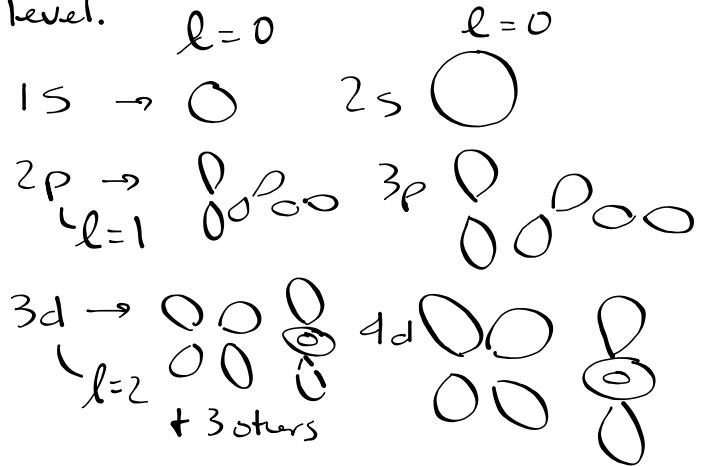 level.
l = 0 l = 0
1s → 2s
2p → 3p
l=1
3d → 4d
l=2
+ 3 others